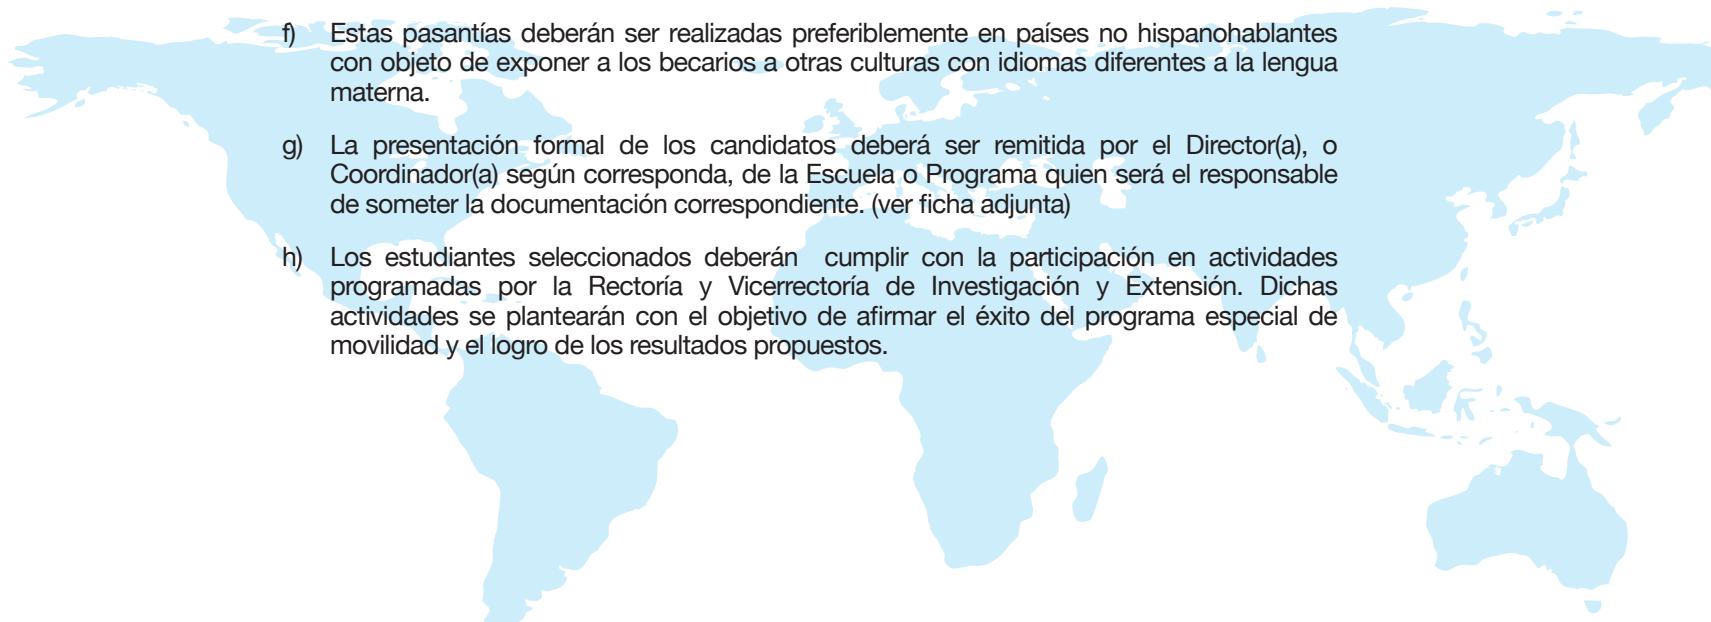 f) Estas pasantías deberán ser realizadas preferiblemente en países no hispanohablantes
con objeto de exponer a los becarios a otras culturas con idiomas diferentes a la lengua
materna.
g) La presentación formal de los candidatos deberá ser remitida por el Director(a), o
Coordinador(a) según corresponda, de la Escuela o Programa quien será el responsable
de someter la documentación correspondiente. (ver ficha adjunta)
h) Los estudiantes seleccionados deberán cumplir con la participación en actividades
programadas por la Rectoría y Vicerrectoría de Investigación y Extensión. Dichas
actividades se plantearán con el objetivo de afirmar el éxito del programa especial de
movilidad y el logro de los resultados propuestos.